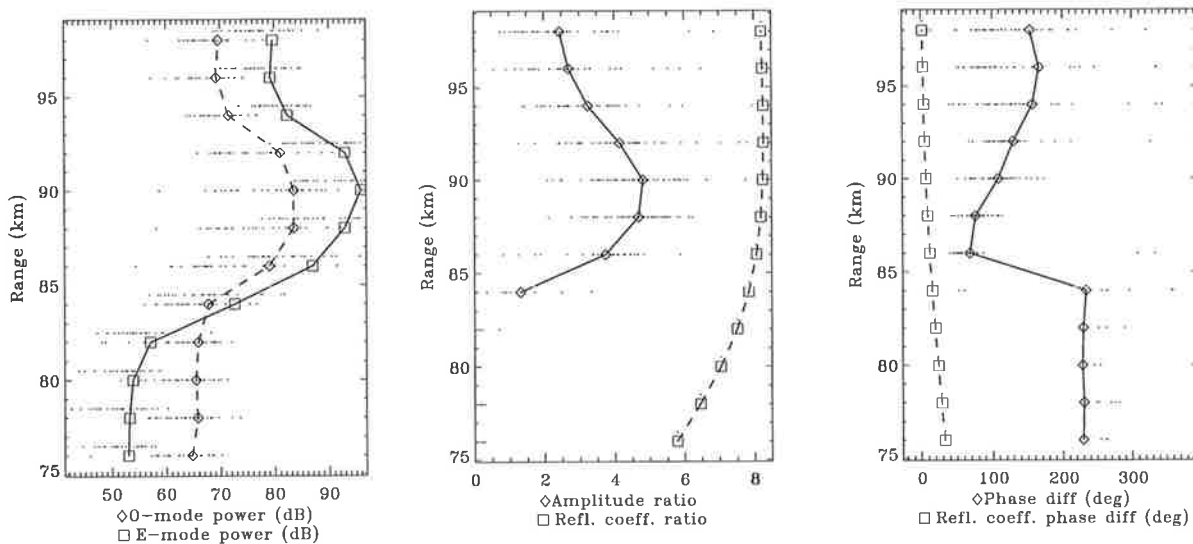 95
90
85
80
75
Range (km)
50 60 70 80 90
◇O-mode power (dB)
□E-mode power (dB)
95
90
85
80
75
Range (km)
0 2 4 6 8
◇Amplitude ratio
□Refl. coeff. ratio
95
90
85
80
75
Range (km)
0 100 200 300
◇Phase diff (deg)
□Refl. coeff. phase diff (deg)